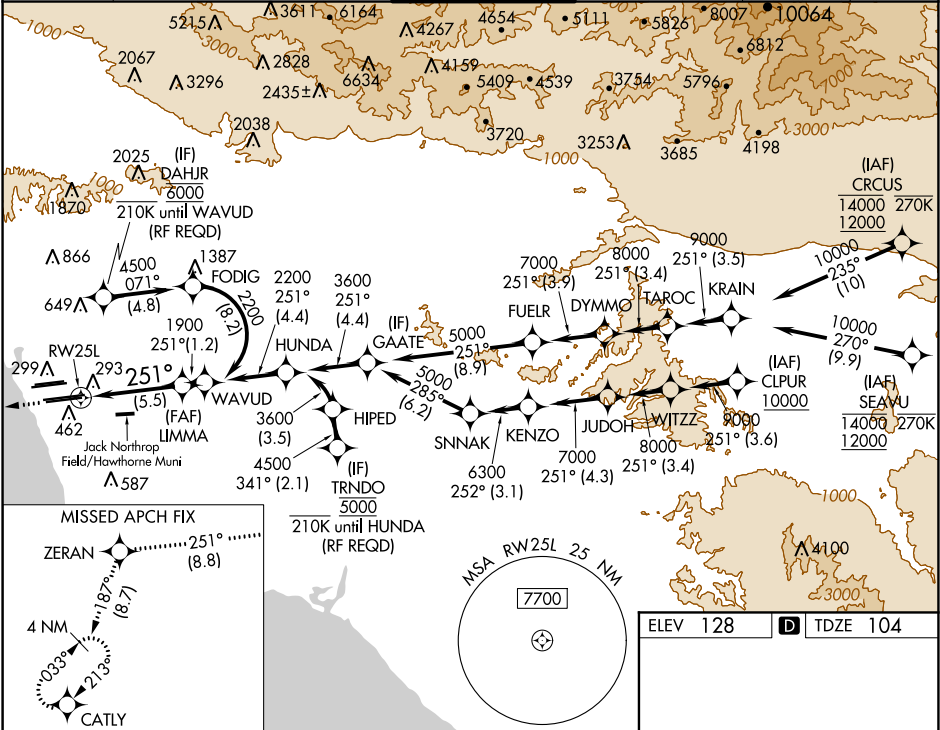 1000
5215
3611
6164
4267
4654
5111
5826
8007
10064
3000
2067
3296
2828
2435±
6634
4159
5409
4539
3754
5796
6812
7000
2038
3720
1000
3253
3685
4198
3000
2025
1870
(IF)
DAHJR
6000
210K until WAVUD
(RF REQD)
(IAF)
CRCUS
14000 270K
12000
866
649
4500
071°
(4.8)
1387
FODIG
2200
(8.2)
2200
251°
(4.4)
3600
251°
(4.4)
7000
251° (3.9)
8000
251° (3.4)
9000
251° (3.5)
10000
235°
(10)
FUELR
DYMMO
TAROC
KRAIN
1900
251° (1.2)
HUNDA
(IF)
GAATE
5000
251°
(8.9)
10000
270°
(9.9)
RW25L
299
293
251°
(5.5)
462
(FAF)
LIMMA
WAVUD
5000
285°
(6.2)
(IAF)
CLPUR
10000
(IAF)
SEAVU
14000 270K
12000
Jack Northrop
Field/Hawthorne Muni
587
3600
(3.5)
HIPED
4500
341° (2.1)
(IF)
TRNDO
5000
210K until HUNDA
(RF REQD)
SNNAK
KENZO
JUDOH
WITZZ
6300
252° (3.1)
7000
251° (4.3)
8000
251° (3.4)
9000
251° (3.6)
1000
4100
3000
MISSED APCH FIX
ZERAN
251°
(8.8)
187°
(8.7)
4 NM
033°
213°
CATLY
MSA RW25L 25 NM
7700
ELEV 128 D TDZE 104